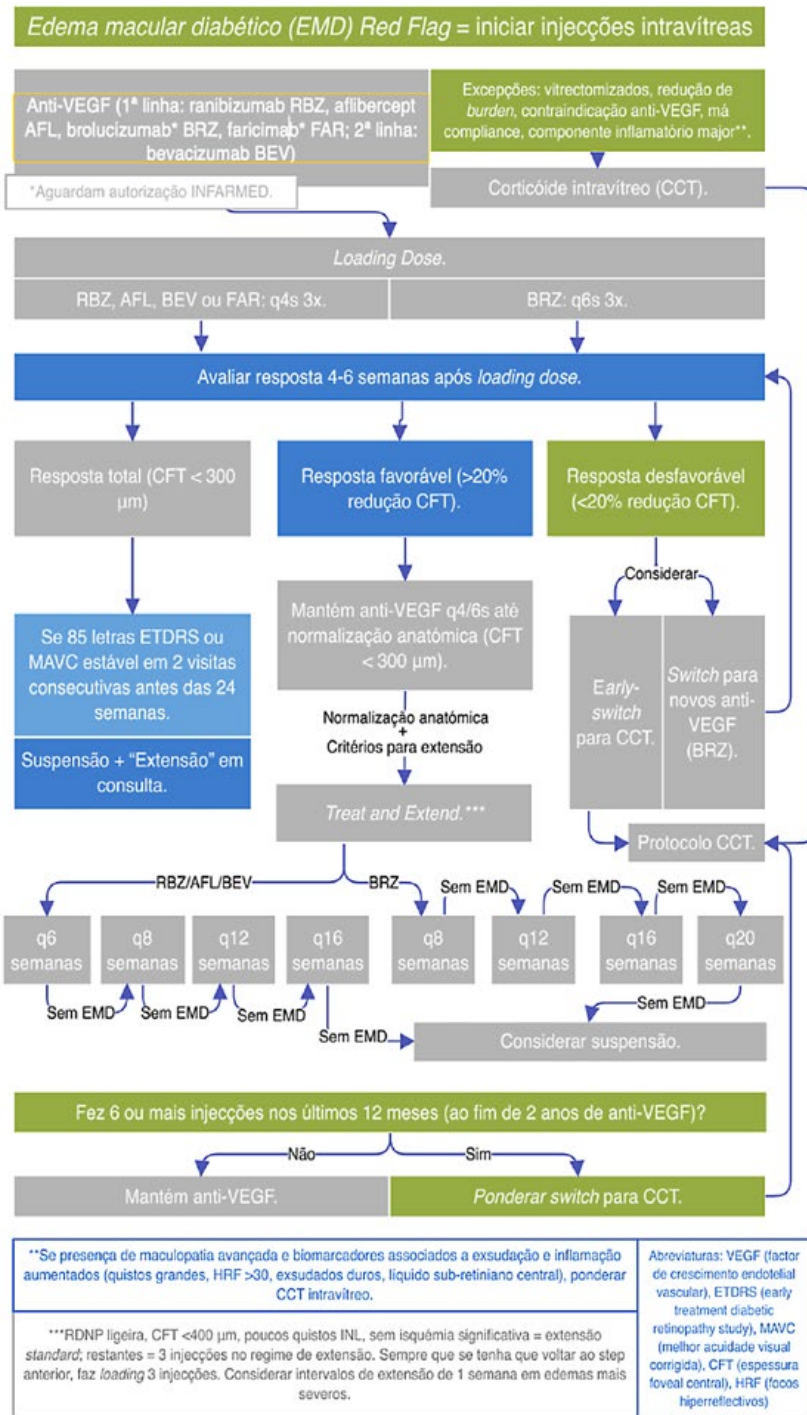 Edema macular diabético (EMD) Red Flag = iniciar injecções intravítreas
Anti-VEGF (1ª linha: ranibizumab RBZ, aflibercept
AFL, brolucizumab* BRZ, faricimab* FAR; 2ª linha:
bevacizumab BEV)
*Aguardam autorização INFARMED.
Excepções: vitrectomizados, redução de
burden, contraindicação anti-VEGF, má
compliance, componente inflamatório major**.
Corticóide intravítreo (CCT).
Loading Dose.
RBZ, AFL, BEV ou FAR: q4s 3x.
BRZ: q6s 3x.
Avaliar resposta 4-6 semanas após loading dose.
Resposta total (CFT < 300
µm)
Resposta favorável (>20%
redução CFT).
Resposta desfavorável
(<20% redução CFT).
Considerar
Se 85 letras ETDRS ou
MAVC estável em 2 visitas
consecutivas antes das 24
semanas.
Suspensão + “Extensão” em
consulta.
Mantém anti-VEGF q4/6s até
normalização anatómica (CFT
< 300 µm).
Normalização anatómica
+
Critérios para extensão
Treat and Extend.***
Early-
switch
para CCT.
Switch para
novos anti-
VEGF
(BRZ).
Protocolo CCT.
RBZ/AFL/BEV
BRZ
q6
semanas
Sem EMD
q8
semanas
Sem EMD
q12
semanas
Sem EMD
q16
semanas
Sem EMD
q8
semanas
Sem EMD
q12
semanas
Sem EMD
q16
semanas
Sem EMD
q20
semanas
Sem EMD
Considerar suspensão.
Fez 6 ou mais injecções nos últimos 12 meses (ao fim de 2 anos de anti-VEGF)?
Não
Sim
Mantém anti-VEGF.
Ponderar switch para CCT.
**Se presença de maculopatia avançada e biomarcadores associados a exsudação e inflamação
aumentados (quistos grandes, HRF >30, exsudados duros, líquido sub-retiniano central), ponderar
CCT intravítreo.
***RDNP ligeira, CFT <400 µm, poucos quistos INL, sem isquémia significativa = extensão
standard; restantes = 3 injecções no regime de extensão. Sempre que se tenha que voltar ao step
anterior, faz loading 3 injecções. Considerar intervalos de extensão de 1 semana em edemas mais
severos.
Abreviaturas: VEGF (factor
de crescimento endotelial
vascular), ETDRS (early
treatment diabetic
retinopathy study), MAVC
(melhor acuidade visual
corrigida), CFT (espessura
foveal central), HRF (focos
hiperreflectivos)